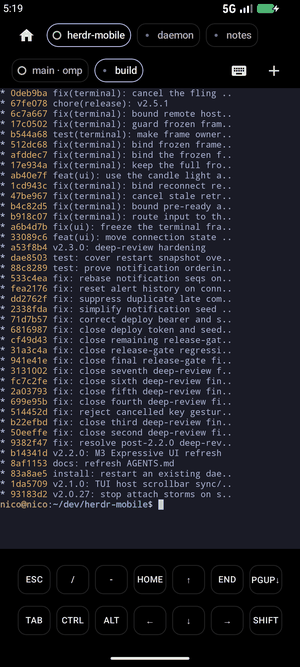 5:19 5G
herdr-mobile daemon notes
main · omp build
* 0deb9ba fix(terminal): cancel the fling ..
* 67fe078 chore(release): v2.5.1
* 6c7a667 fix(terminal): bound remote host..
* 17c0502 fix(terminal): guard frozen fram..
* b544a68 test(terminal): make frame owner..
* 512dc68 fix(terminal): bind frozen frame..
* afddec7 fix(terminal): bind the frozen f..
* 17e934a fix(terminal): keep the full fro..
* ab40e7f feat(ui): use the candle light a..
* 1cd943c fix(terminal): bind reconnect re..
* 47be967 fix(terminal): cancel stale retr..
* b4c82d5 fix(terminal): bound pre-ready a..
* b918c07 fix(terminal): route input to th..
* a6b4d7b fix(ui): freeze the terminal fra..
* 33089c6 feat(ui): move connection state ..
* a53f8b4 v2.3.0: deep-review hardening
* dae8503 test: cover restart snapshot ove..
* 88c8289 test: prove notification orderin..
* 533c4ea fix: rebase notification seqs on..
* fea2176 fix: reset alert history on conn..
* dd2762f fix: suppress duplicate late com..
* 2338fda fix: simplify notification seed ..
* 71d7b57 fix: correct deploy bearer and s..
* 6816987 fix: close deploy token and seed..
* cf49d43 fix: close remaining release-gat..
* 31a3c4a fix: close release-gate regressi..
* 941e41e fix: close final release-gate fi..
* 3131002 fix: close seventh deep-review f..
* fc7c2fe fix: close sixth deep-review fin..
* 2a03793 fix: close fifth deep-review fin..
* 699e95b fix: close fourth deep-review fi..
* 514452d fix: reject cancelled key gestur..
* b22efbd fix: close third deep-review fin..
* 50eeffe fix: close second deep-review fi..
* 9382f47 fix: resolve post-2.2.0 deep-rev..
* b14341d v2.2.0: M3 Expressive UI refresh
* 8af1153 docs: refresh AGENTS.md
* 83a8ae5 install: restart an existing dae..
* 1da5709 v2.1.0: TUI host scrollbar sync/..
* 93183d2 v2.0.27: stop attach storms on s..
nico@nico:~/dev/herdr-mobile$
ESC / - HOME ↑ END PGUP↓
TAB CTRL ALT ← ↓ → SHIFT